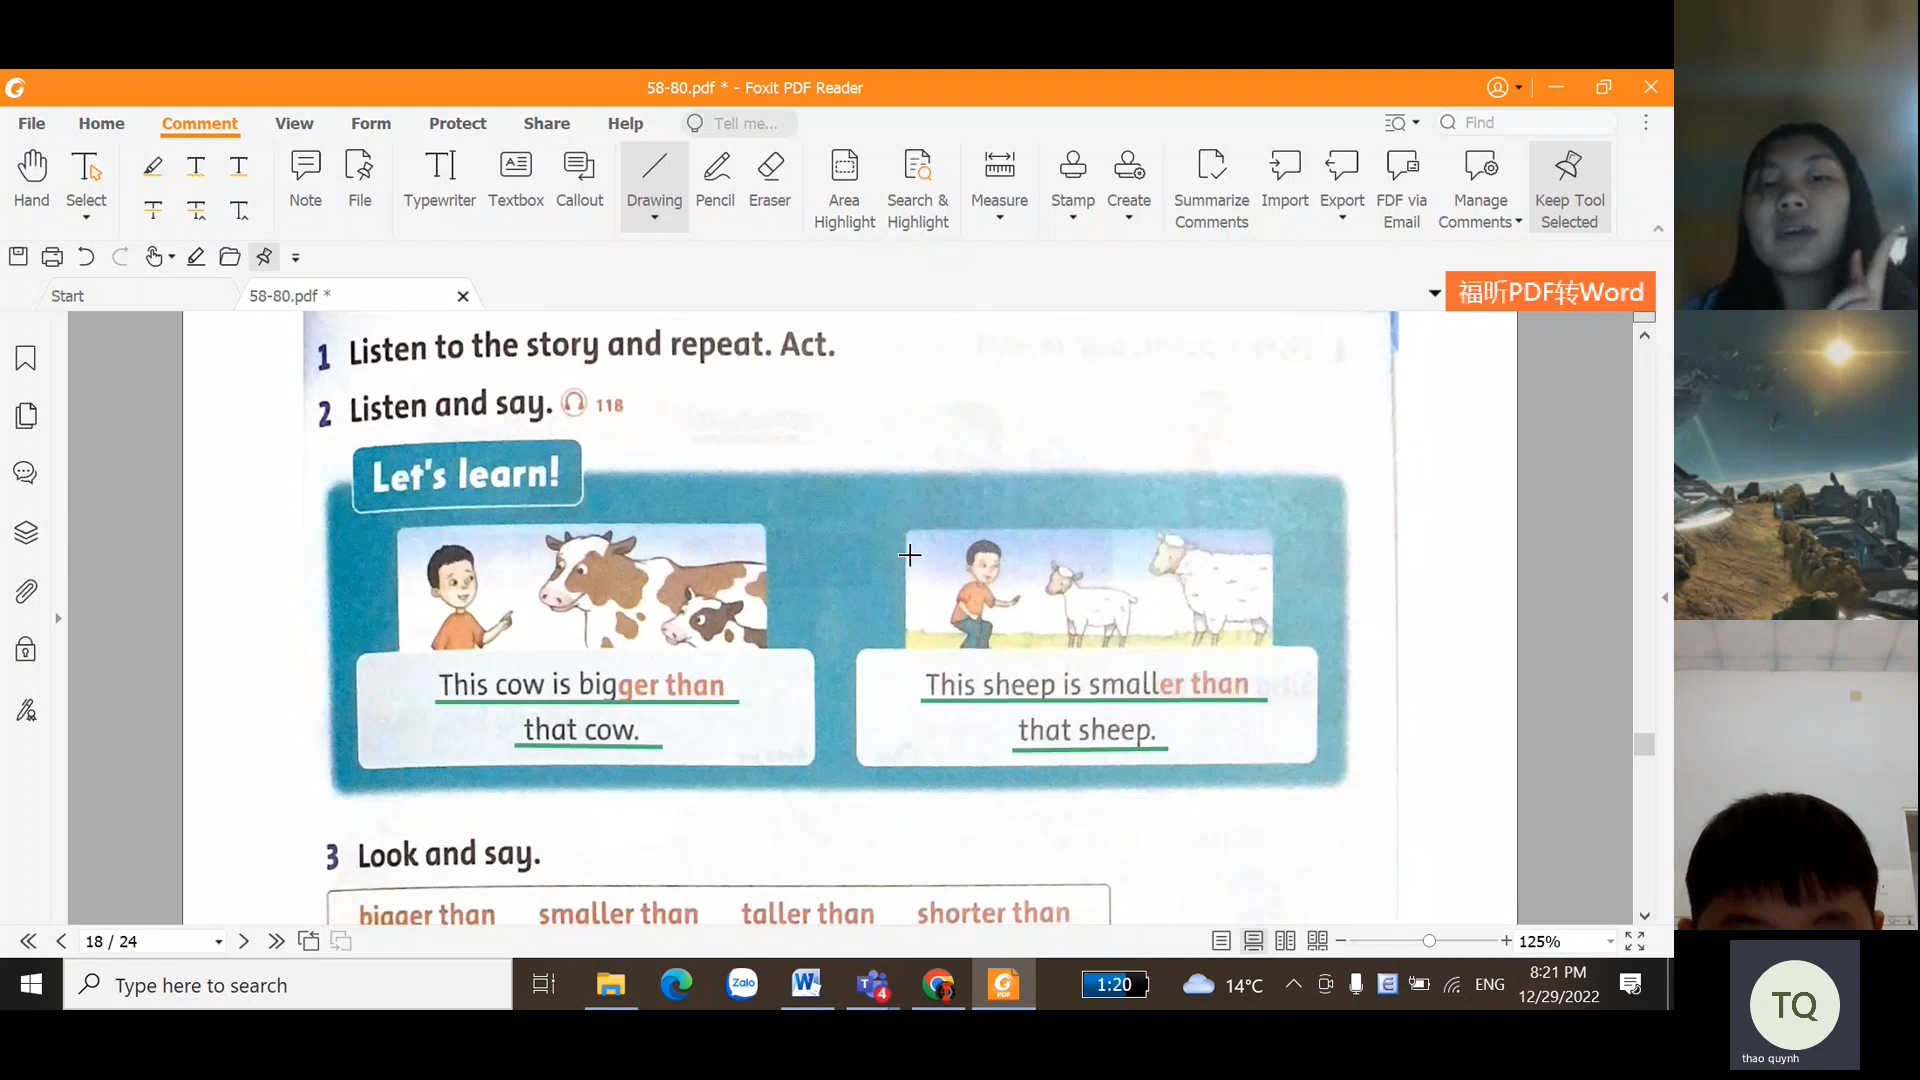 58-80.pdf * - Foxit PDF Reader
File Home Comment View Form Protect Share Help Tell me... Find
Hand Select Note File Typewriter Textbox Callout Drawing Pencil Eraser Area Highlight Search & Highlight Measure Stamp Create Summarize Comments Import Export FDF via Email Manage Comments Keep Tool Selected
Start 58-80.pdf * 福昕PDF转Word
1 Listen to the story and repeat. Act.
2 Listen and say. 118
Let's learn!
This cow is bigger than
that cow.
This sheep is smaller than
that sheep.
3 Look and say.
bigger than smaller than taller than shorter than
18 / 24 125%
Type here to search Zalo 4 PDF 1:20 14°C ENG 8:21 PM
12/29/2022
TQ
thao quynh